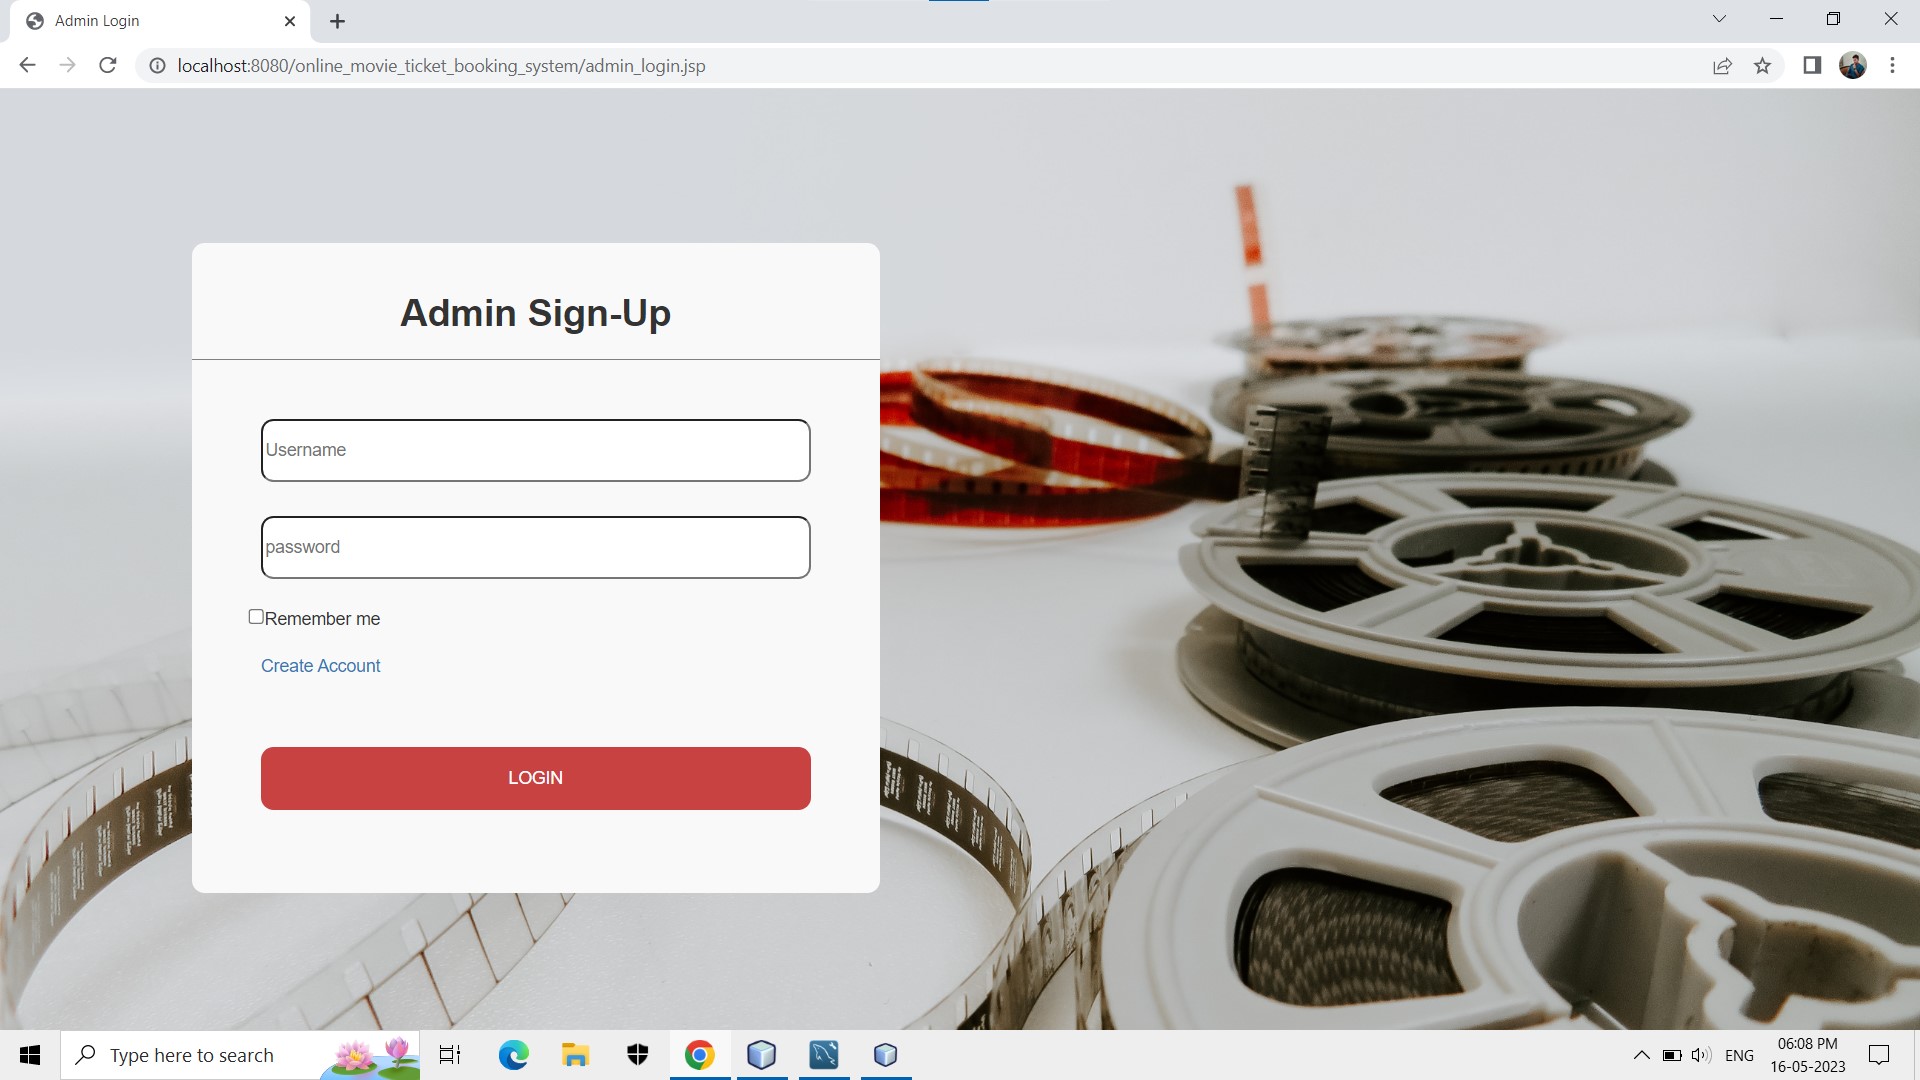 Admin Login
localhost:8080/online_movie_ticket_booking_system/admin_login.jsp
Admin Sign-Up
Username
password
Remember me
Create Account
LOGIN
Type here to search
ENG
06:08 PM
16-05-2023